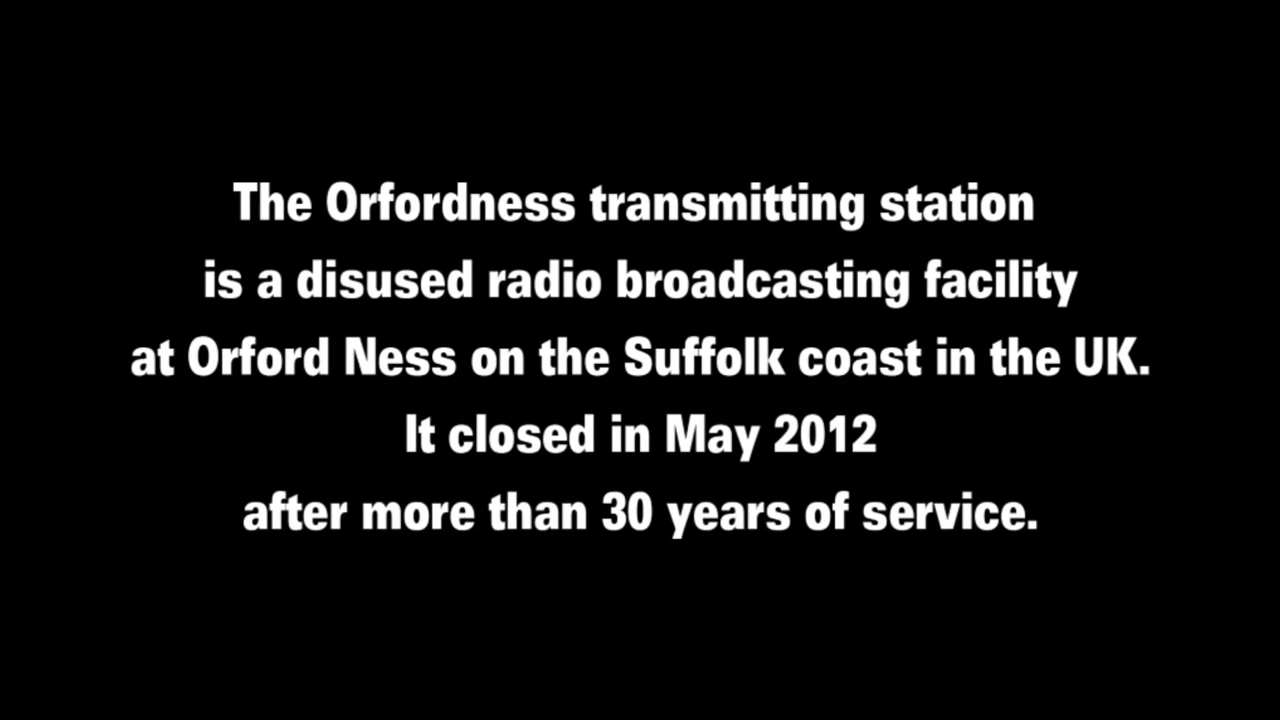 The Orfordness transmitting station
is a disused radio broadcasting facility
at Orford Ness on the Suffolk coast in the UK.
It closed in May 2012
after more than 30 years of service.